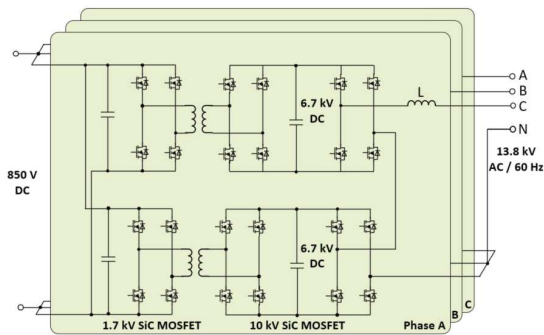 A
B
L
C
6.7 kV
DC
N
13.8 kV
AC / 60 Hz
850 V
DC
6.7 kV
DC
1.7 kV SiC MOSFET
10 kV SiC MOSFET
Phase A
B
C